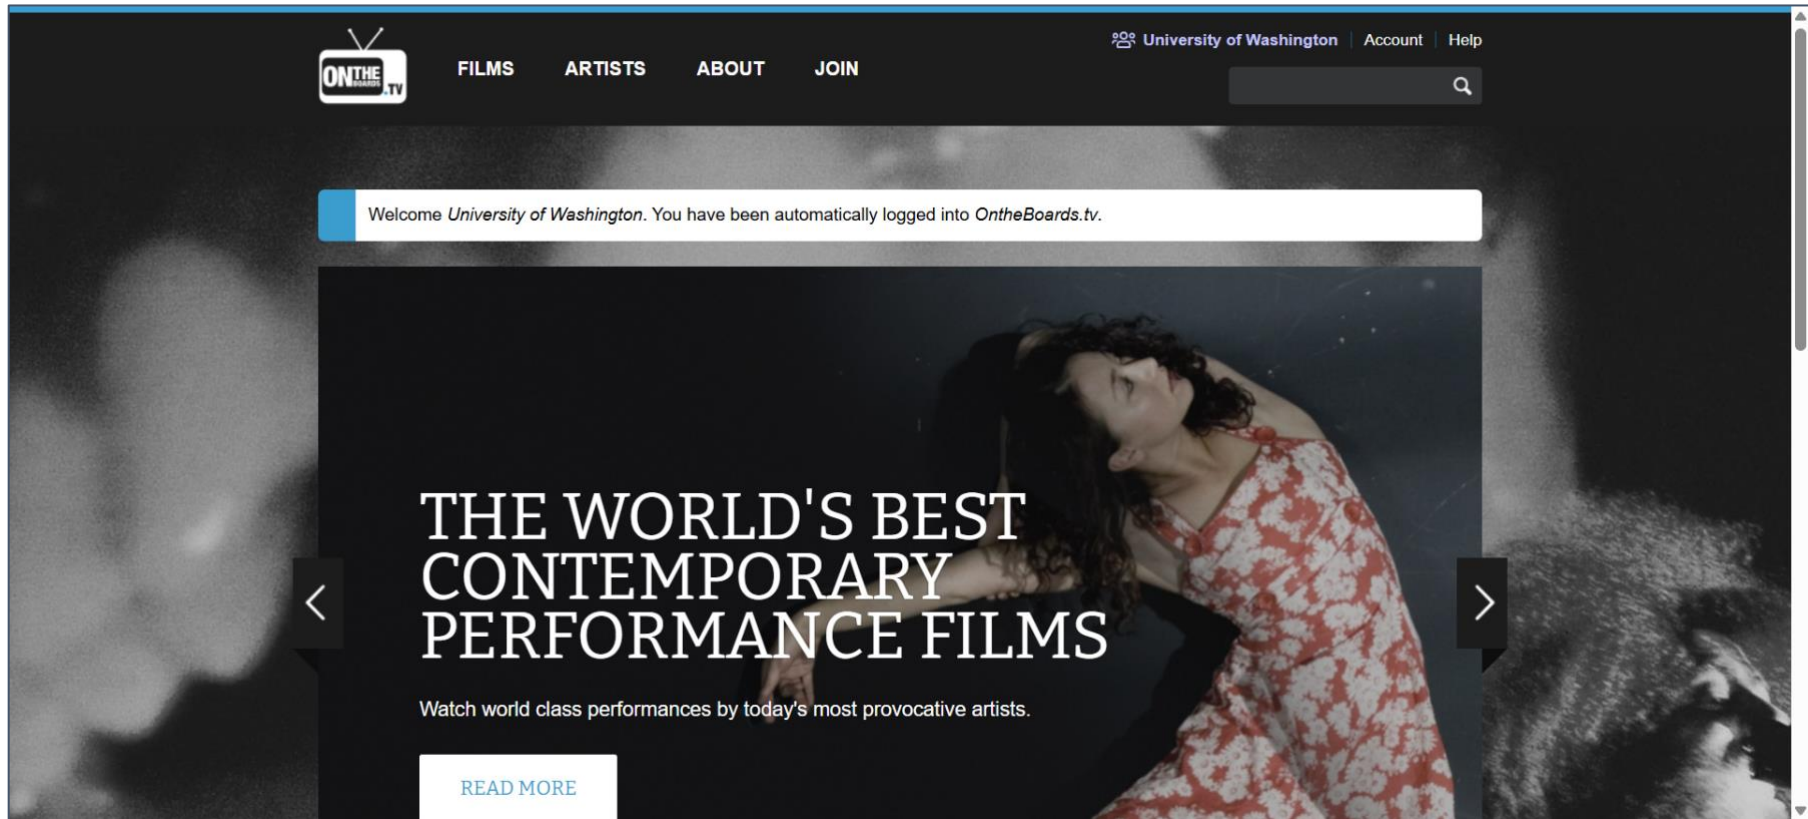 University of Washington Account Help
ON THE BOARDS .TV
FILMS ARTISTS ABOUT JOIN
Welcome University of Washington. You have been automatically logged into OntheBoards.tv.
THE WORLD'S BEST
CONTEMPORARY
PERFORMANCE FILMS
Watch world class performances by today's most provocative artists.
READ MORE